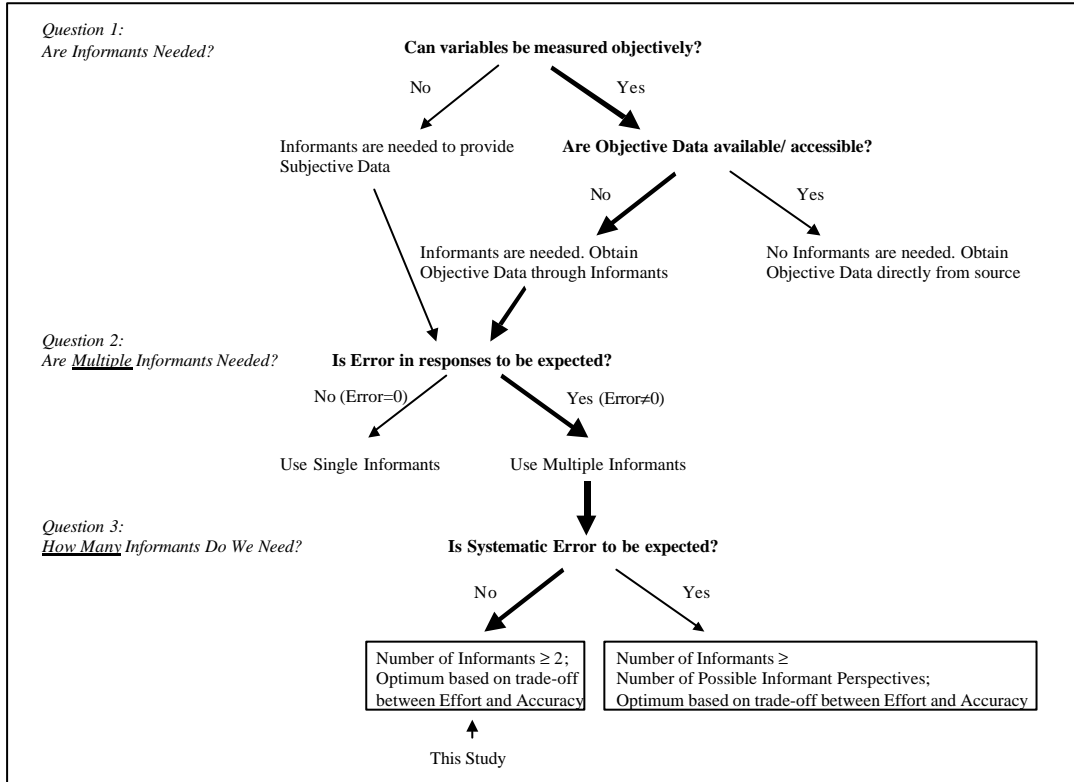 Question 1:
Are Informants Needed?
Can variables be measured objectively?
No
Yes
Informants are needed to provide
Subjective Data
Are Objective Data available/ accessible?
No
Yes
Informants are needed. Obtain
Objective Data through Informants
No Informants are needed. Obtain
Objective Data directly from source
Question 2:
Are Multiple Informants Needed?
Is Error in responses to be expected?
No (Error=0)
Yes (Error≠0)
Use Single Informants
Use Multiple Informants
Question 3:
How Many Informants Do We Need?
Is Systematic Error to be expected?
No
Yes
Number of Informants ≥ 2;
Optimum based on trade-off
between Effort and Accuracy
Number of Informants ≥
Number of Possible Informant Perspectives;
Optimum based on trade-off between Effort and Accuracy
This Study